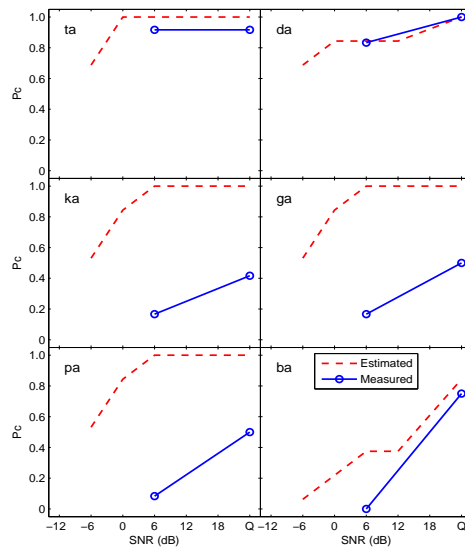 ta
da
1.0
0.8
0.6
0.4
0.2
0
Pc
ka
ga
1.0
0.8
0.6
0.4
0.2
0
Pc
pa
ba
Estimated
Measured
1.0
0.8
0.6
0.4
0.2
0
Pc
−12 −6 0 6 12 18 Q −12 −6 0 6 12 18 Q
SNR (dB) SNR (dB)